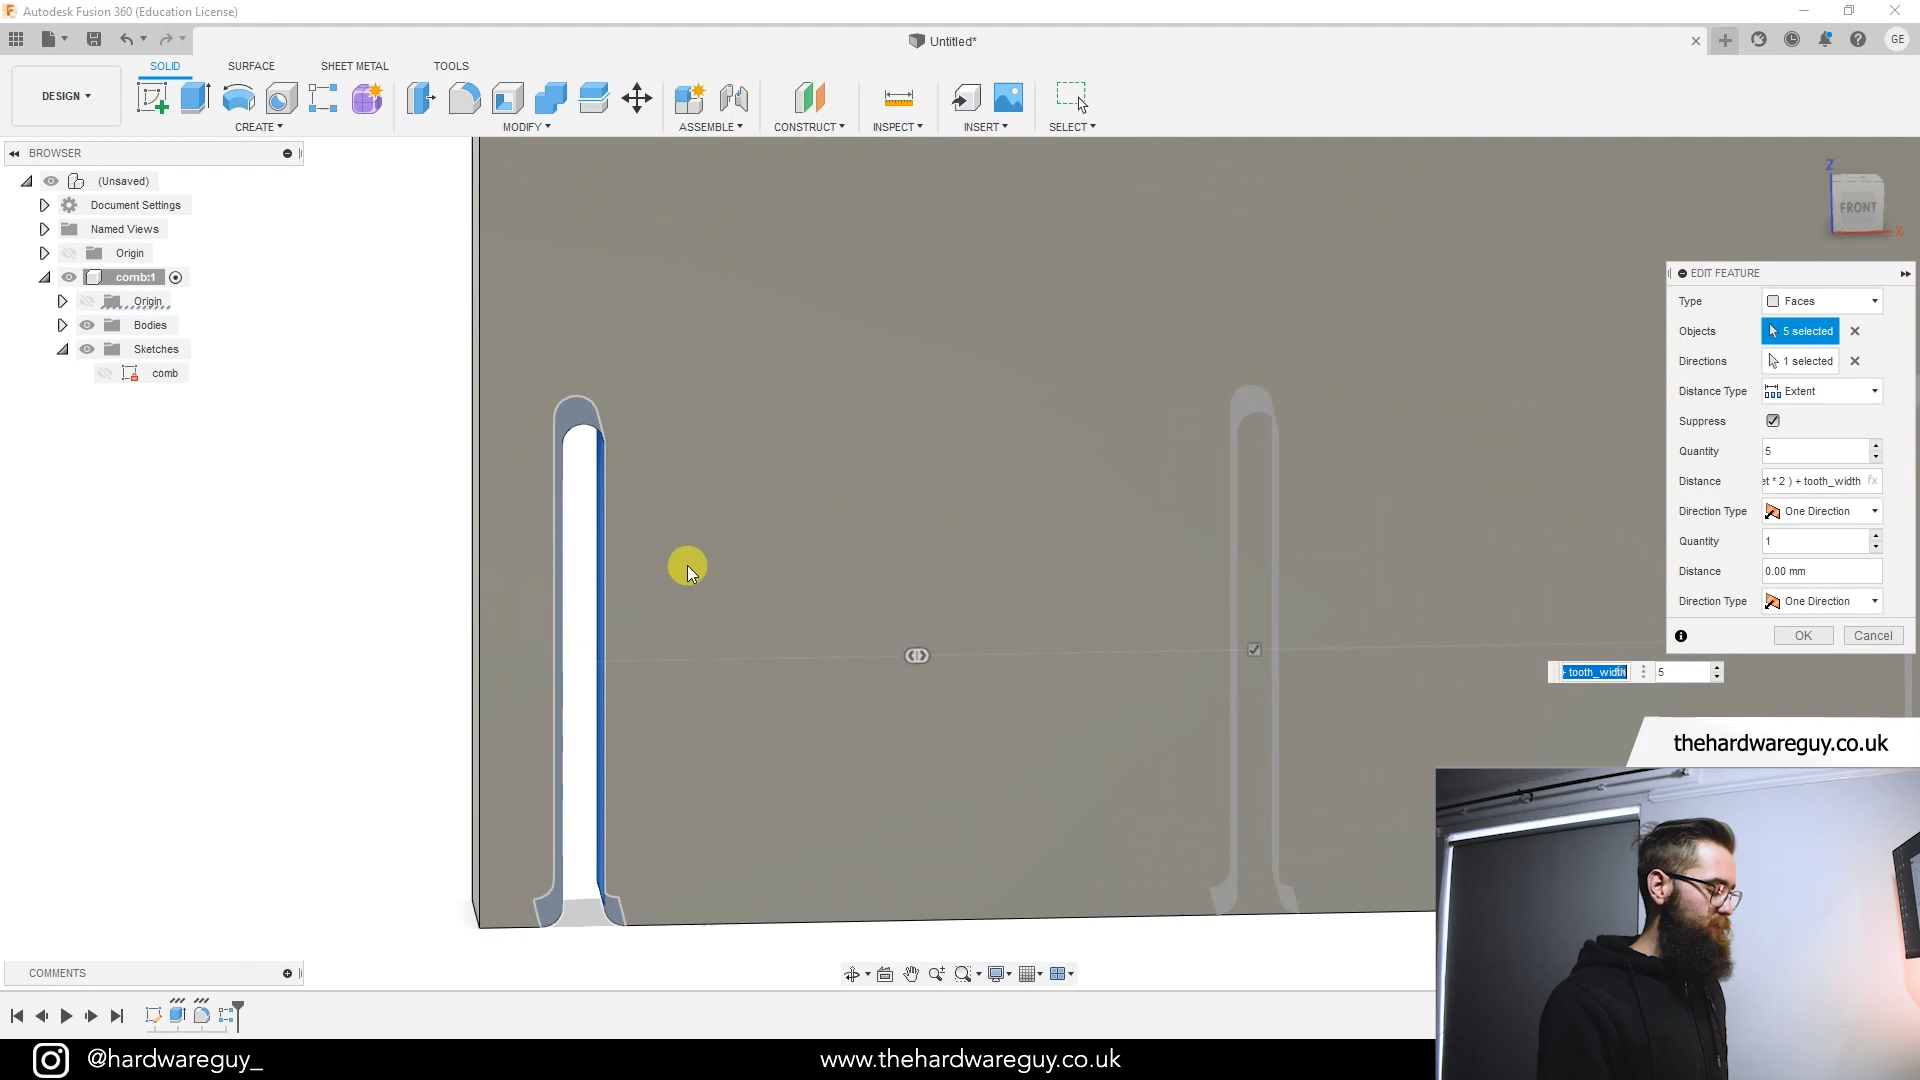 Autodesk Fusion 360 (Education License)
Untitled*
GE
DESIGN
SOLID
SURFACE
SHEET METAL
TOOLS
CREATE
MODIFY
ASSEMBLE
CONSTRUCT
INSPECT
INSERT
SELECT
BROWSER
(Unsaved)
Document Settings
Named Views
Origin
comb:1
Origin
Bodies
Sketches
comb
Z
FRONT
X
EDIT FEATURE
Type Faces
Objects 5 selected
Directions 1 selected
Distance Type Extent
Suppress
Quantity 5
Distance et * 2 ) + tooth_width fx
Direction Type One Direction
Quantity 1
Distance 0.00 mm
Direction Type One Direction
OK Cancel
+ tooth_width 5
thehardwareguy.co.uk
COMMENTS
@hardwareguy_
www.thehardwareguy.co.uk